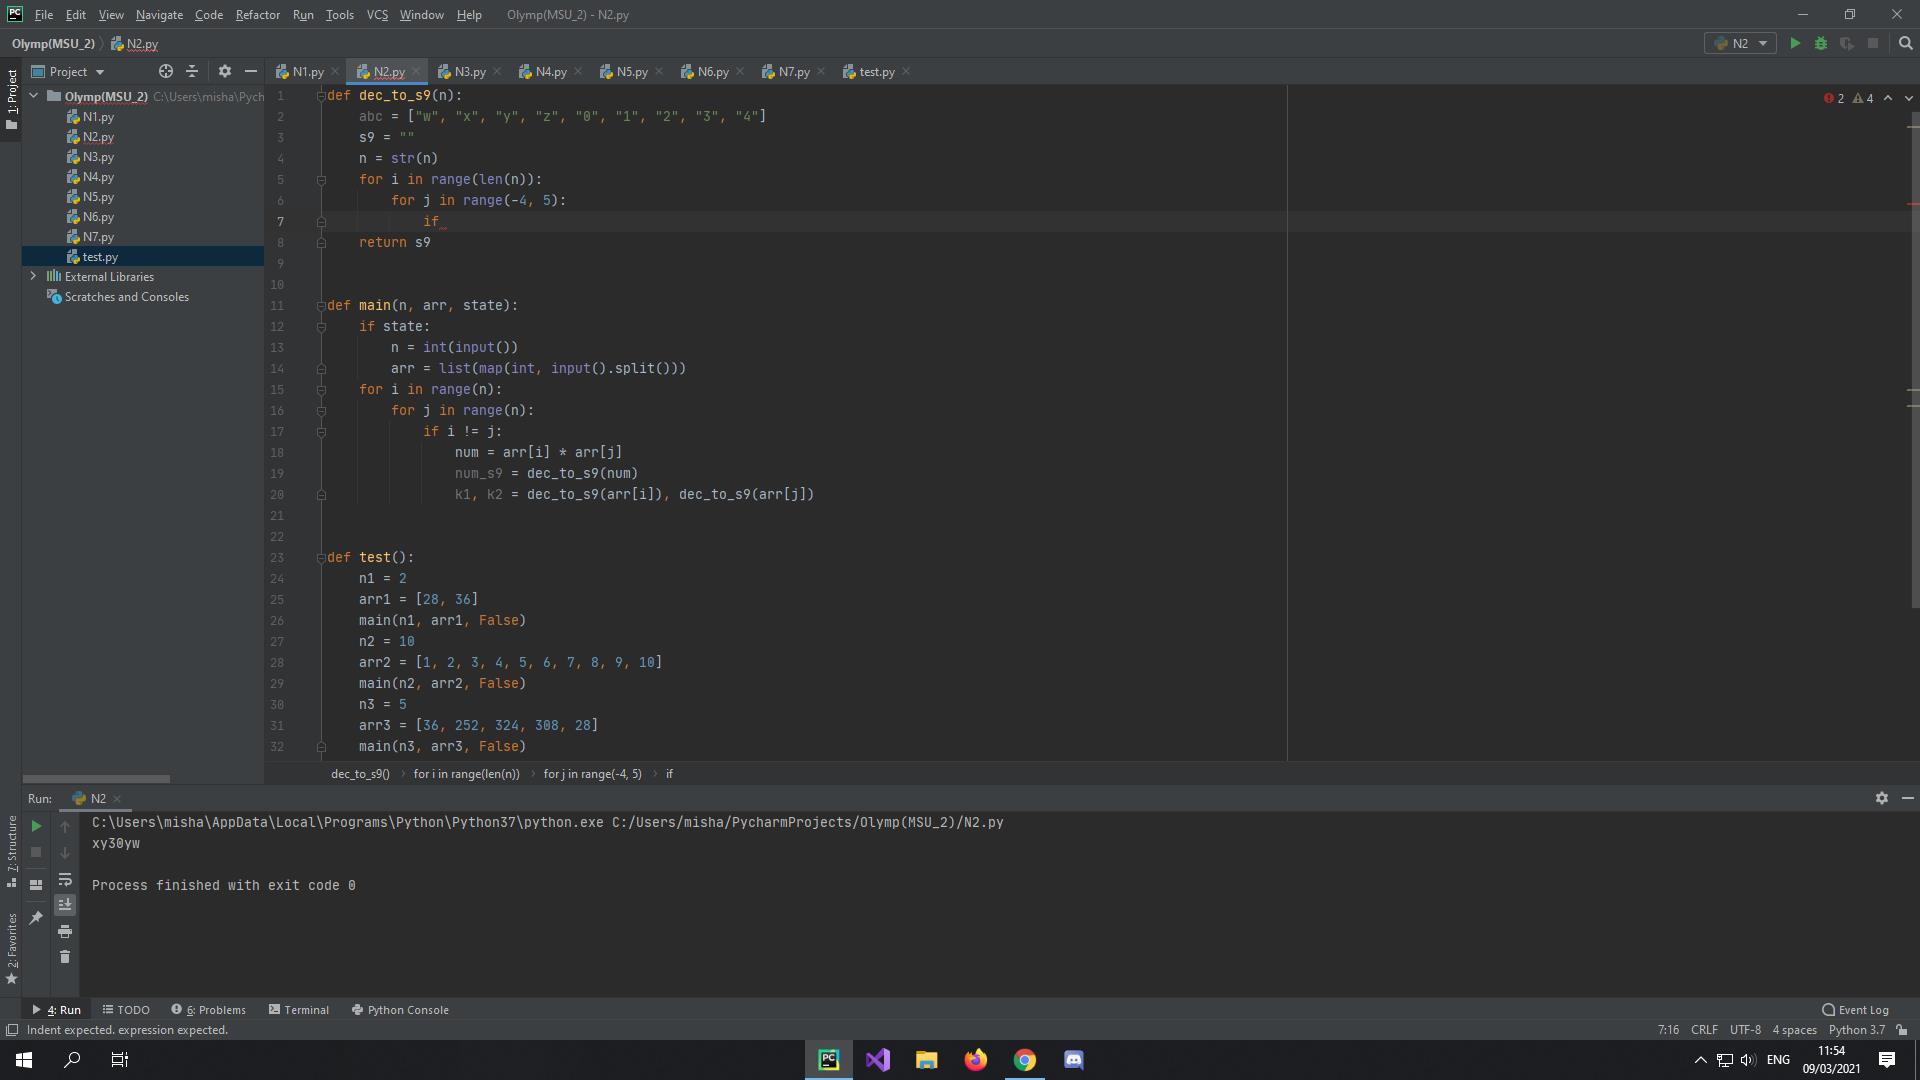 File Edit View Navigate Code Refactor Run Tools VCS Window Help Olymp(MSU_2) - N2.py
Olymp(MSU_2) N2.py N2
Project N1.py N2.py N3.py N4.py N5.py N6.py N7.py test.py
1: Project
Olymp(MSU_2) C:\Users\misha\Pych
N1.py
N2.py
N3.py
N4.py
N5.py
N6.py
N7.py
test.py
External Libraries
Scratches and Consoles
2 4
1 def dec_to_s9(n):
2 abc = ["w", "x", "y", "z", "0", "1", "2", "3", "4"]
3 s9 = ""
4 n = str(n)
5 for i in range(len(n)):
6 for j in range(-4, 5):
7 if
8 return s9
9
10
11 def main(n, arr, state):
12 if state:
13 n = int(input())
14 arr = list(map(int, input().split()))
15 for i in range(n):
16 for j in range(n):
17 if i != j:
18 num = arr[i] * arr[j]
19 num_s9 = dec_to_s9(num)
20 k1, k2 = dec_to_s9(arr[i]), dec_to_s9(arr[j])
21
22
23 def test():
24 n1 = 2
25 arr1 = [28, 36]
26 main(n1, arr1, False)
27 n2 = 10
28 arr2 = [1, 2, 3, 4, 5, 6, 7, 8, 9, 10]
29 main(n2, arr2, False)
30 n3 = 5
31 arr3 = [36, 252, 324, 308, 28]
32 main(n3, arr3, False)
dec_to_s9() for i in range(len(n)) for j in range(-4, 5) if
Run: N2
C:\Users\misha\AppData\Local\Programs\Python\Python37\python.exe C:/Users/misha/PycharmProjects/Olymp(MSU_2)/N2.py
xy30yw
Process finished with exit code 0
7: Structure
2: Favorites
4: Run TODO 6: Problems Terminal Python Console Event Log
Indent expected. expression expected. 7:16 CRLF UTF-8 4 spaces Python 3.7
PC ENG 11:54
09/03/2021